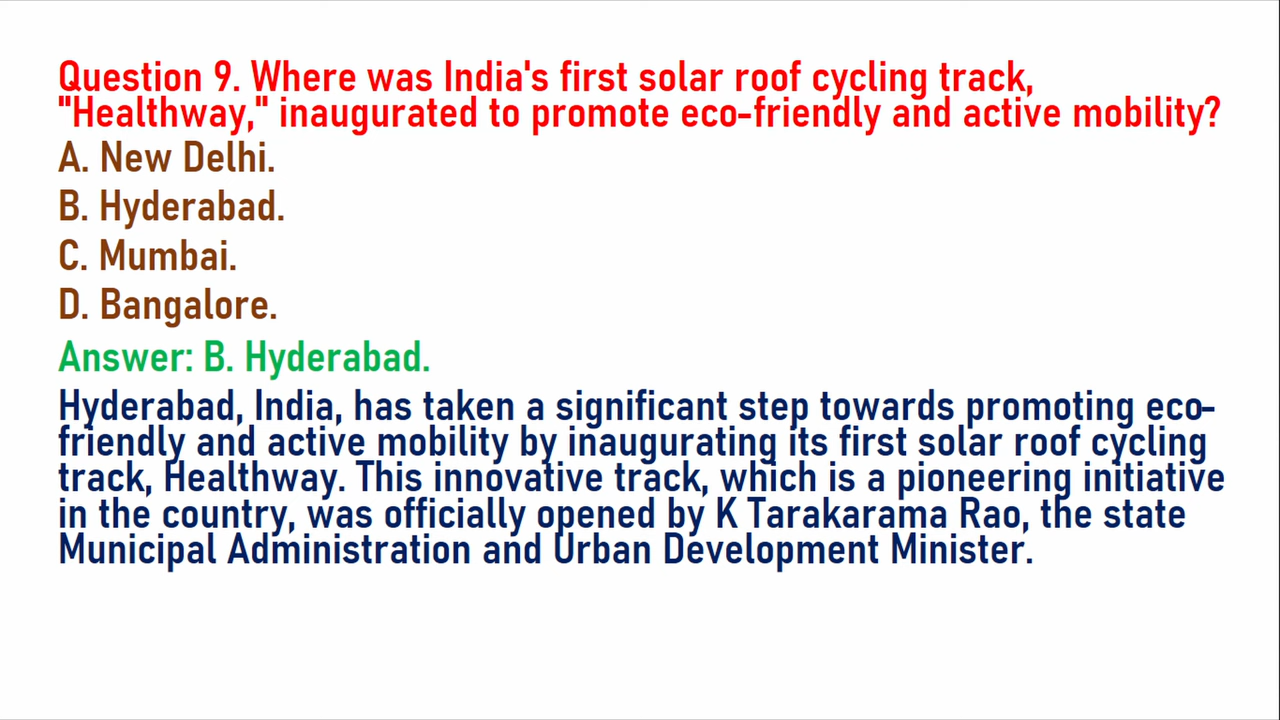 Question 9. Where was India's first solar roof cycling track,
"Healthway," inaugurated to promote eco-friendly and active mobility?
A. New Delhi.
B. Hyderabad.
C. Mumbai.
D. Bangalore.
Answer: B. Hyderabad.
Hyderabad, India, has taken a significant step towards promoting eco-
friendly and active mobility by inaugurating its first solar roof cycling
track, Healthway. This innovative track, which is a pioneering initiative
in the country, was officially opened by K Tarakarama Rao, the state
Municipal Administration and Urban Development Minister.